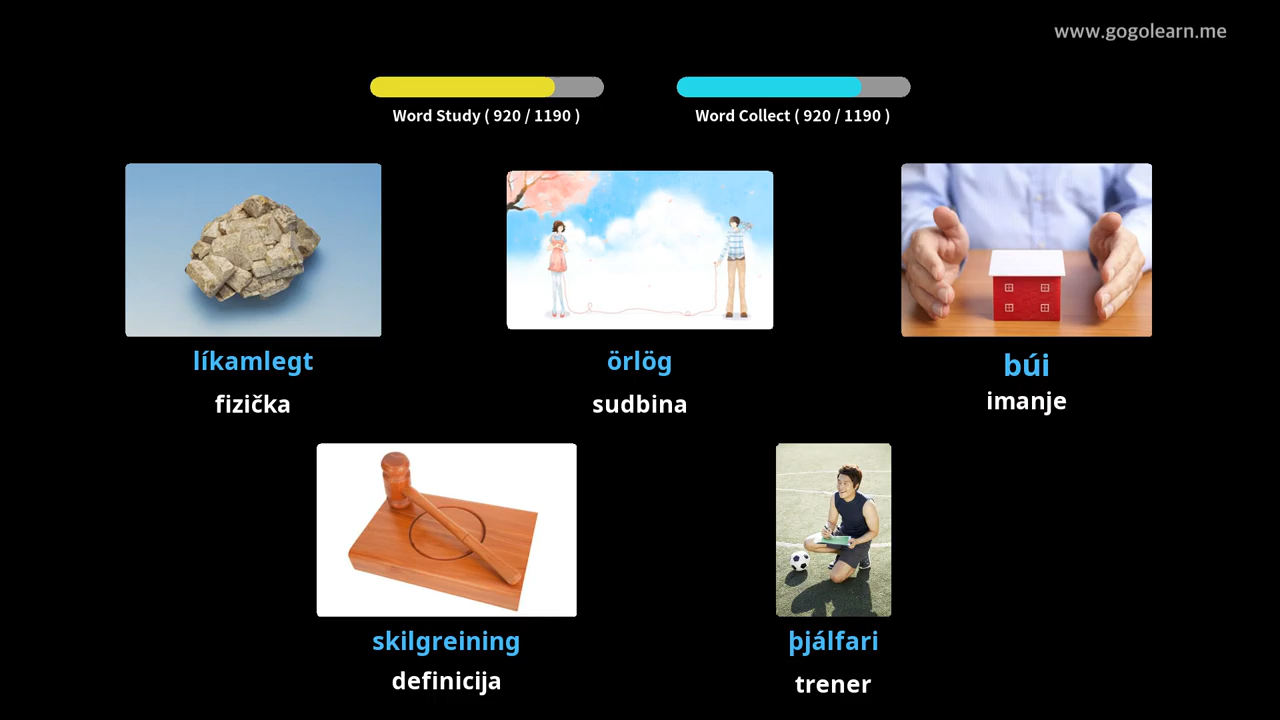 www.gogolearn.me
Word Study ( 920 / 1190 )
Word Collect ( 920 / 1190 )
líkamlegt
fizička
örlög
sudbina
búi
imanje
skilgreining
definicija
þjálfari
trener